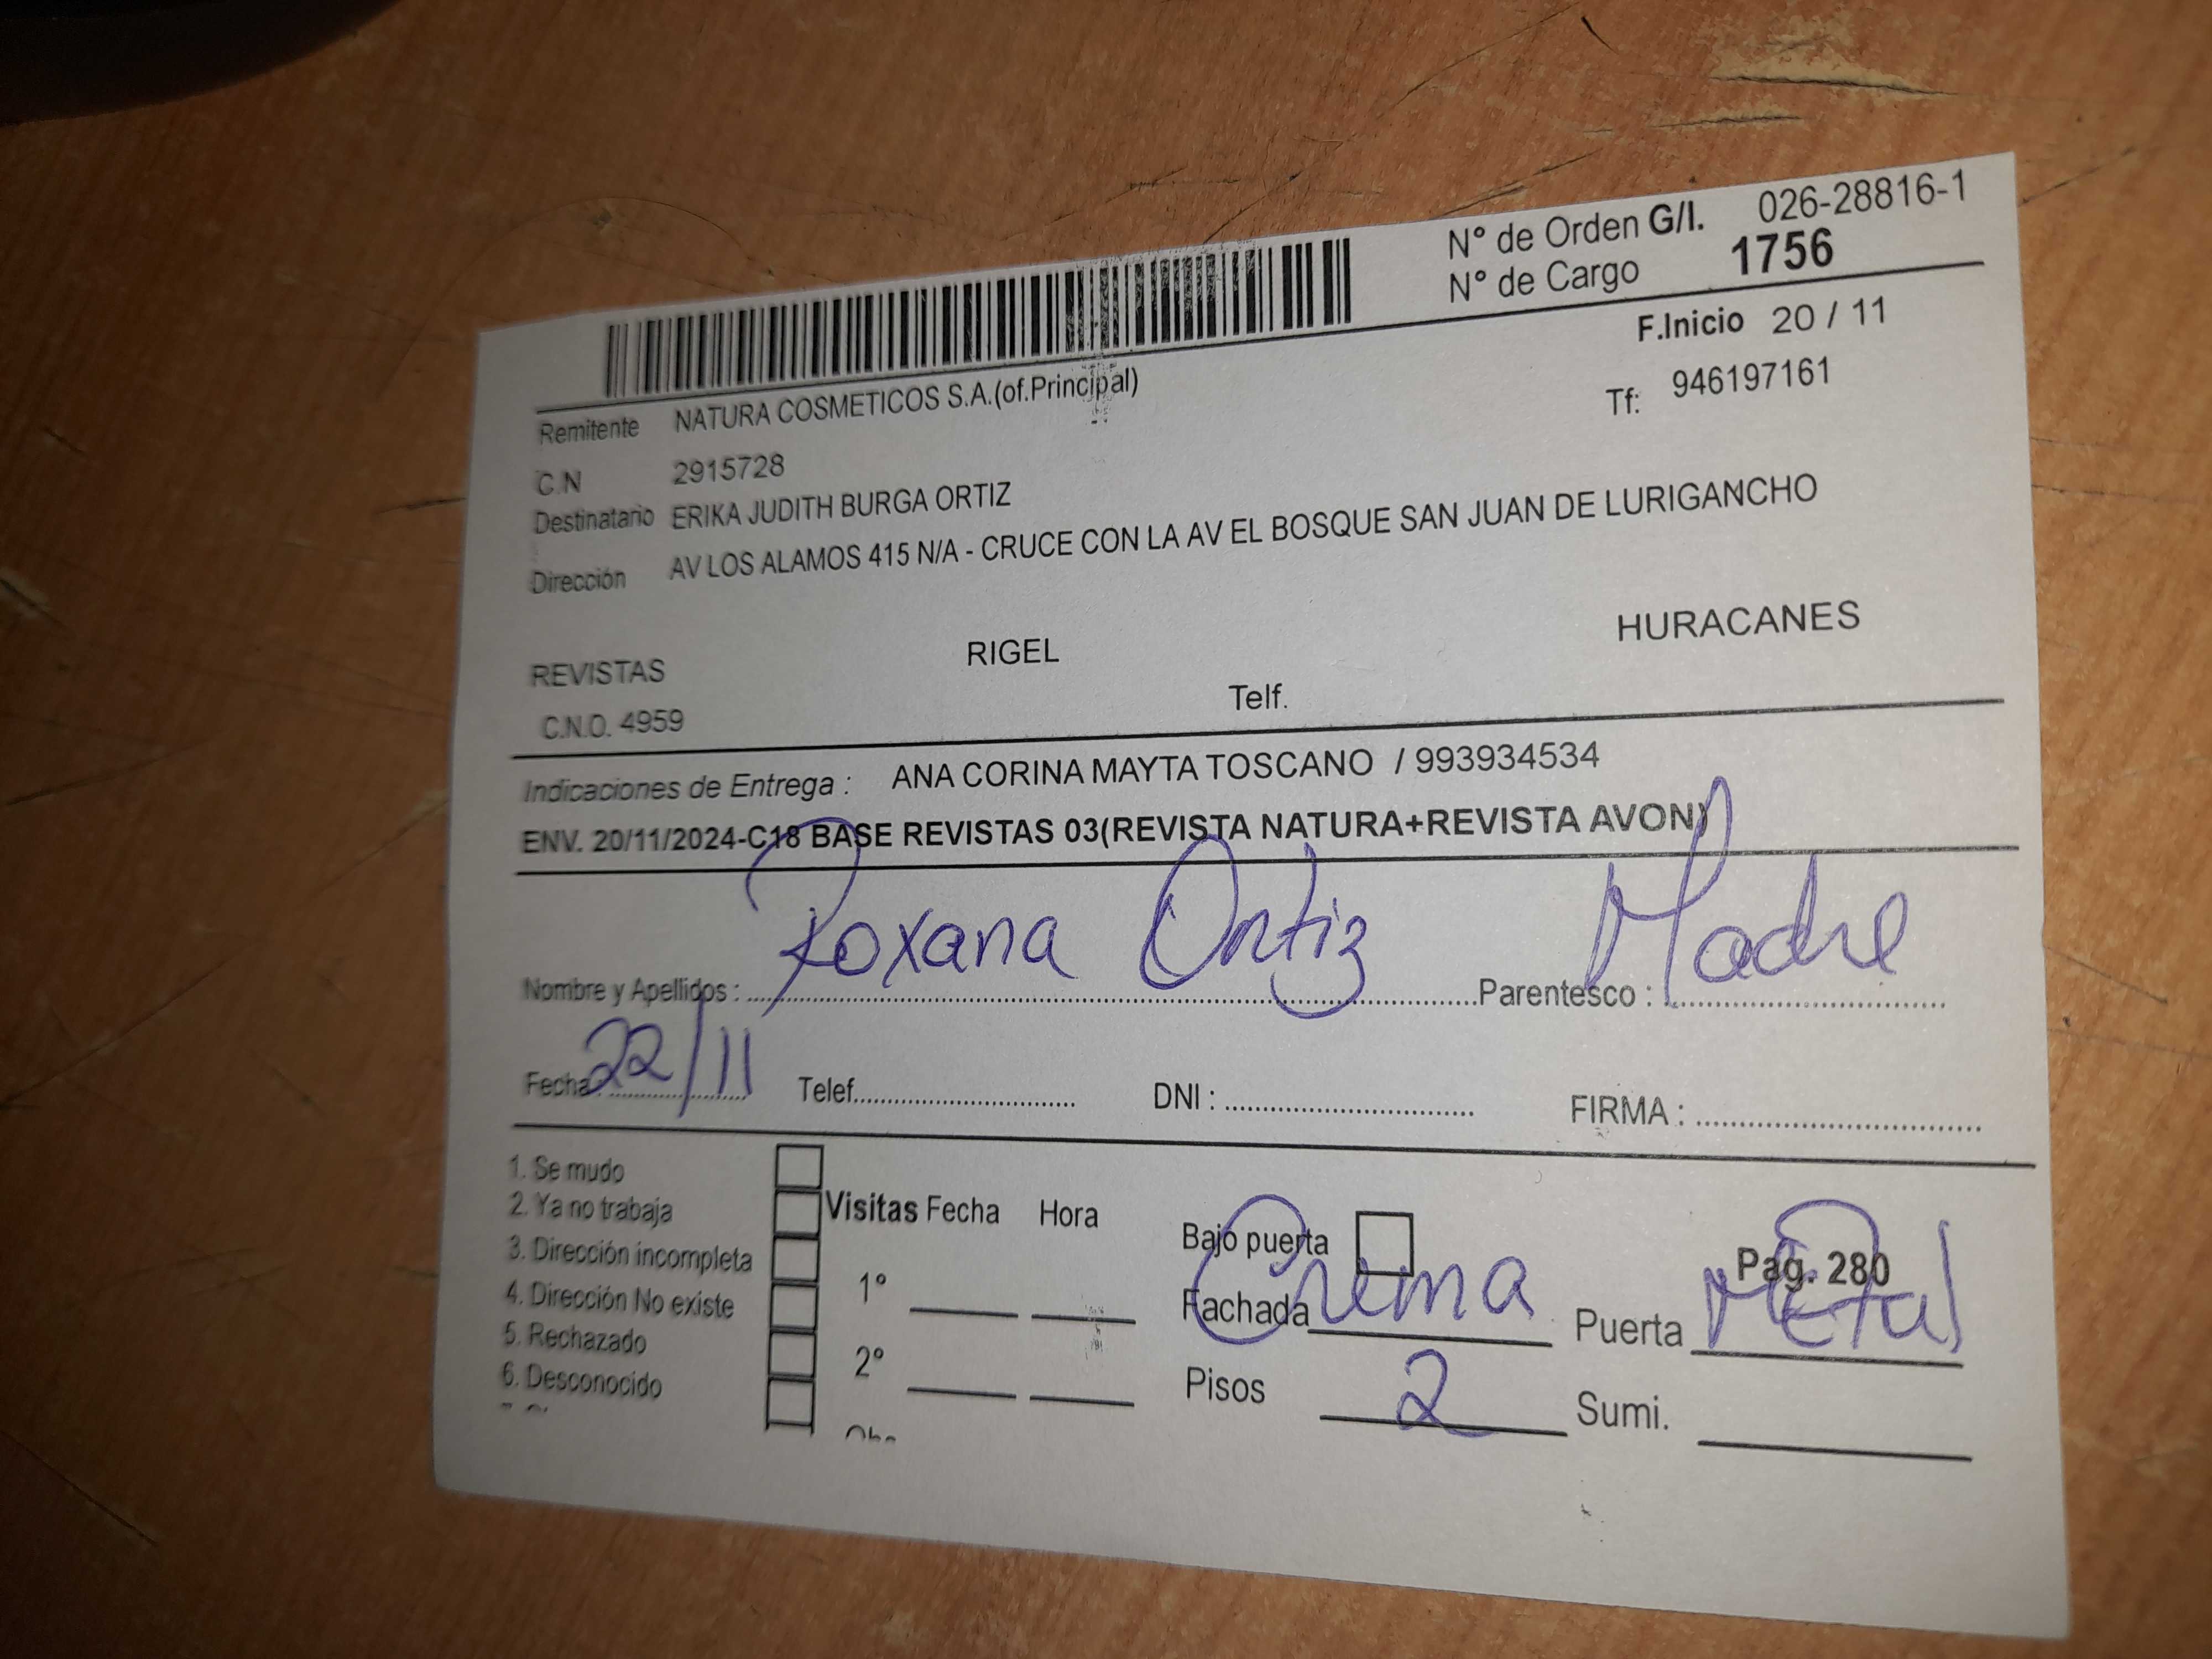 N° de Orden G/I. 026-28816-1
N° de Cargo 1756
F.Inicio 20 / 11
Remitente NATURA COSMETICOS S.A.(of.Principal) Tf: 946197161
C.N 2915728
Destinatario ERIKA JUDITH BURGA ORTIZ
Dirección AV LOS ALAMOS 415 N/A - CRUCE CON LA AV EL BOSQUE SAN JUAN DE LURIGANCHO
REVISTAS RIGEL HURACANES
C.N.O. 4959 Telf.
Indicaciones de Entrega : ANA CORINA MAYTA TOSCANO / 993934534
ENV. 20/11/2024-C18 BASE REVISTAS 03(REVISTA NATURA+REVISTA AVON)
Nombre y Apellidos : Roxana Ortiz Parentesco : Madre
Fecha : 22/11 Telef. DNI : FIRMA :
1. Se mudo
2. Ya no trabaja Visitas Fecha Hora
3. Dirección incompleta Bajo puerta Pag. 280
4. Dirección No existe 1° Fachada Crema Puerta Metal
5. Rechazado
6. Desconocido 2° Pisos 2 Sumi.